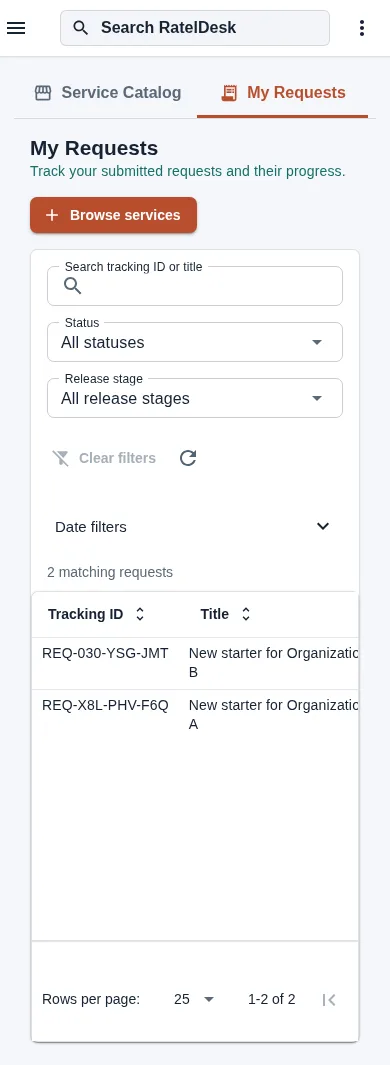 Search RatelDesk
Service Catalog
My Requests
My Requests
Track your submitted requests and their progress.
Browse services
Search tracking ID or title
Status
All statuses
Release stage
All release stages
Clear filters
Date filters
2 matching requests
Tracking ID
Title
REQ-030-YSG-JMT
New starter for Organizatio
B
REQ-X8L-PHV-F6Q
New starter for Organizatio
A
Rows per page:
25
1-2 of 2